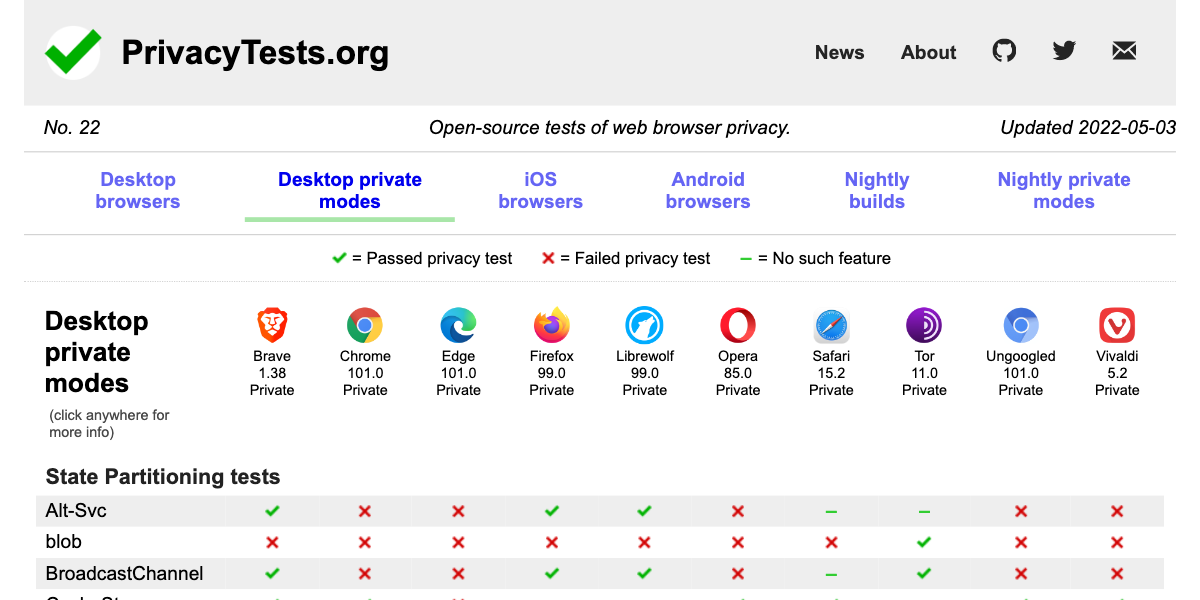 PrivacyTests.org
News About
No. 22 Open-source tests of web browser privacy. Updated 2022-05-03
Desktop browsers
Desktop private modes
iOS browsers
Android browsers
Nightly builds
Nightly private modes
= Passed privacy test = Failed privacy test = No such feature
Desktop
private
modes
(click anywhere for
more info)
Brave 1.38 Private
Chrome 101.0 Private
Edge 101.0 Private
Firefox 99.0 Private
Librewolf 99.0 Private
Opera 85.0 Private
Safari 15.2 Private
Tor 11.0 Private
Ungoogled 101.0 Private
Vivaldi 5.2 Private
State Partitioning tests
Alt-Svc
blob
BroadcastChannel